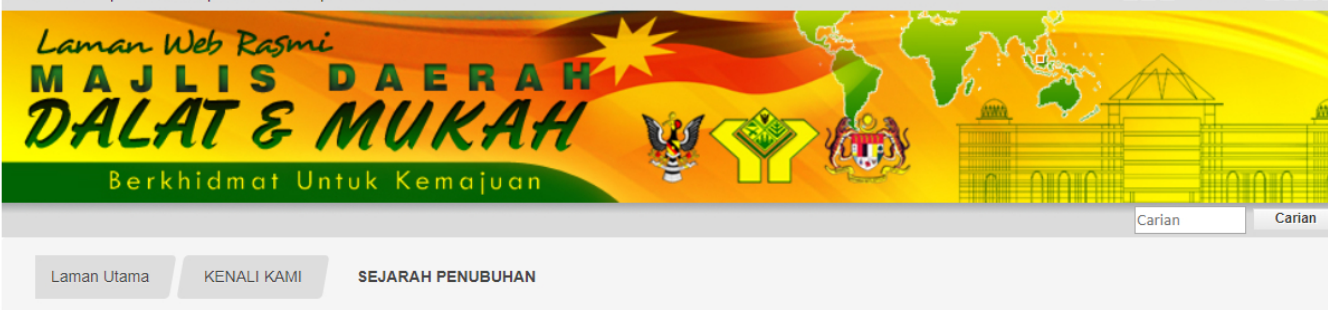 Laman Web Rasmi
MAJLIS DAERAH
DALAT & MUKAH
Berkhidmat Untuk Kemajuan
Carian Carian
Laman Utama KENALI KAMI SEJARAH PENUBUHAN